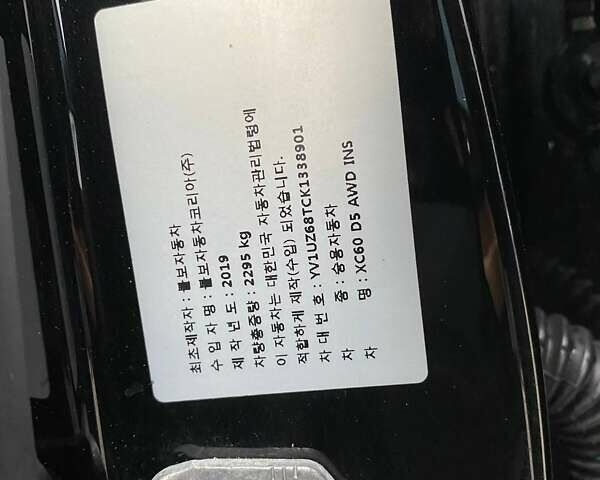 최초제작자 : 볼보자동차
수 입 자 명 : 볼보자동차코리아(주)
제 작 년 도 : 2019
차량총중량 : 2295 kg
이 자동차는 대한민국 자동차관리법령에
적합하게 제작(수입) 되었습니다.
차 대 번 호 : YV1UZ68TCK1338901
차 종 : 승용자동차
차 명 : XC60 D5 AWD INS